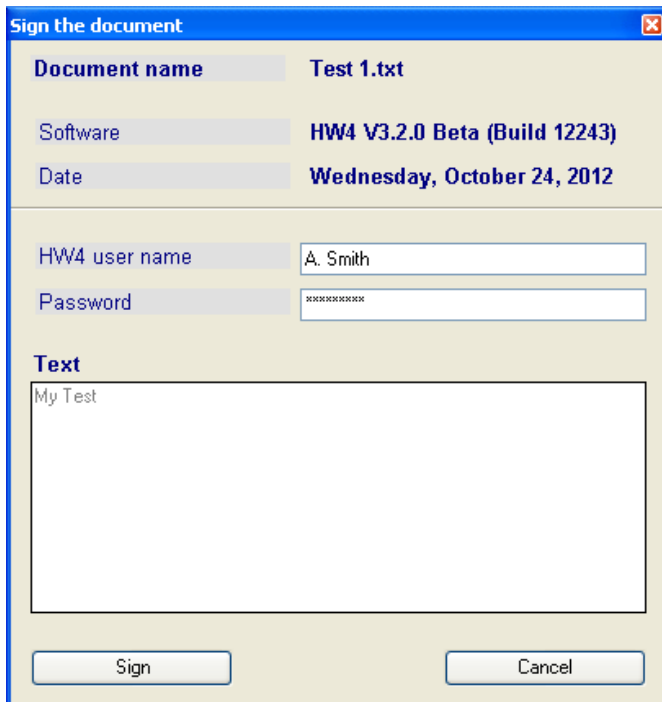 Sign the document
Document name Test 1.txt
Software HW4 V3.2.0 Beta (Build 12243)
Date Wednesday, October 24, 2012
HW4 user name A. Smith
Password *********
Text
My Test
Sign Cancel